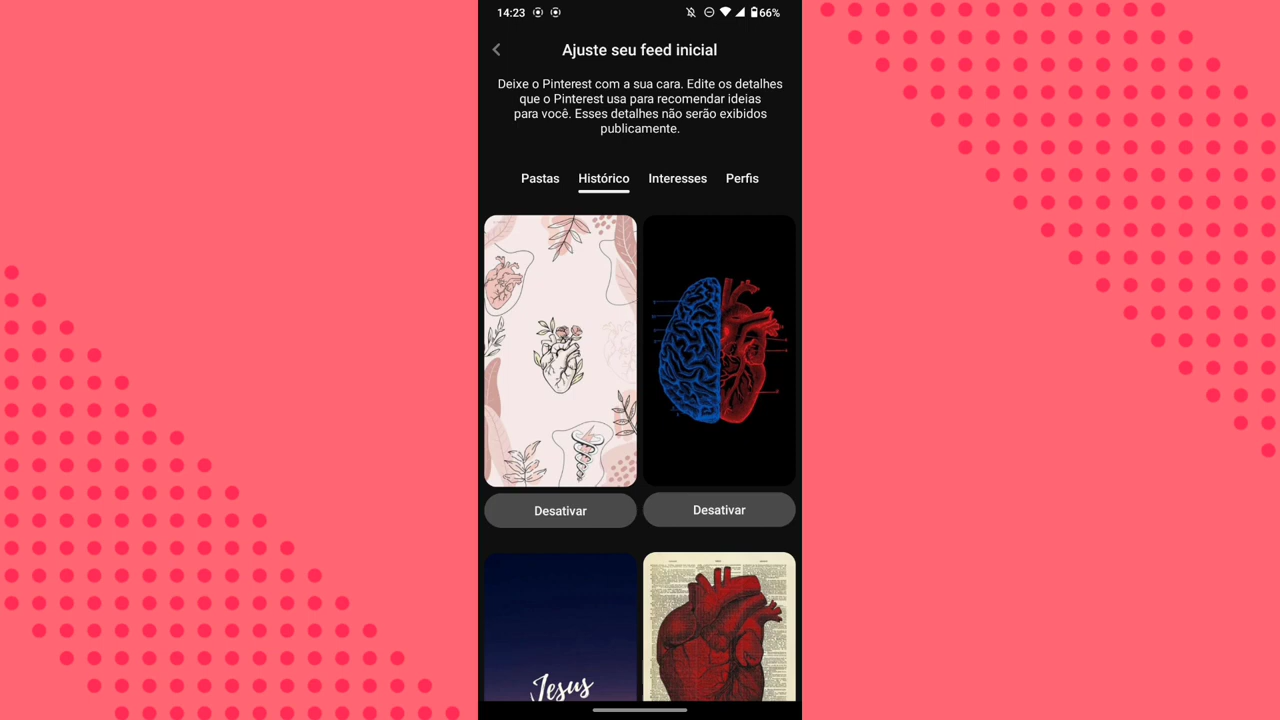 14:23
66%
Ajuste seu feed inicial
Deixe o Pinterest com a sua cara. Edite os detalhes
que o Pinterest usa para recomendar ideias
para você. Esses detalhes não serão exibidos
publicamente.
Pastas Histórico Interesses Perfis
Desativar Desativar
Jesus